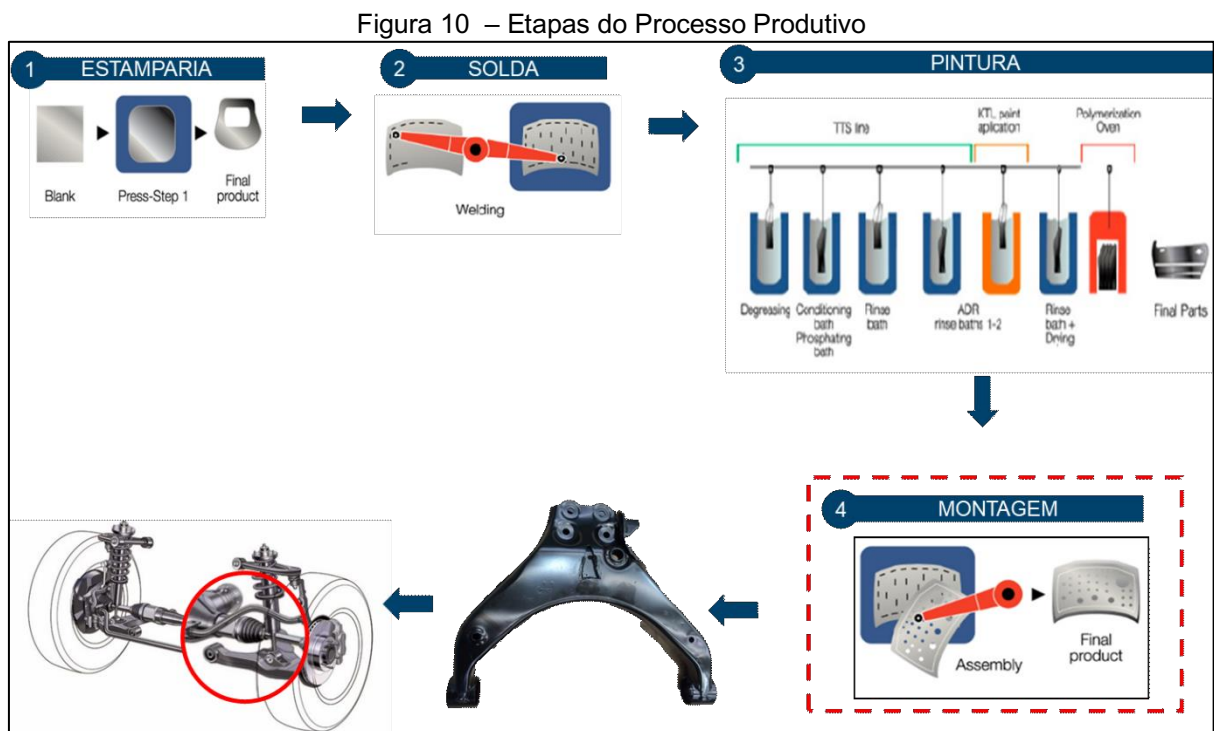 Figura 10 – Etapas do Processo Produtivo
1 ESTAMPARIA
Blank
Press-Step 1
Final
product
2 SOLDA
Welding
3 PINTURA
TTS line
KTL paint
aplication
Polymerication
Oven
Degreasing
Conditioning
bath
Phosphating
bath
Rinse
bath
ADR
rinse baths 1-2
Rinse
bath +
Drying
Final Parts
4 MONTAGEM
Assembly
Final
product